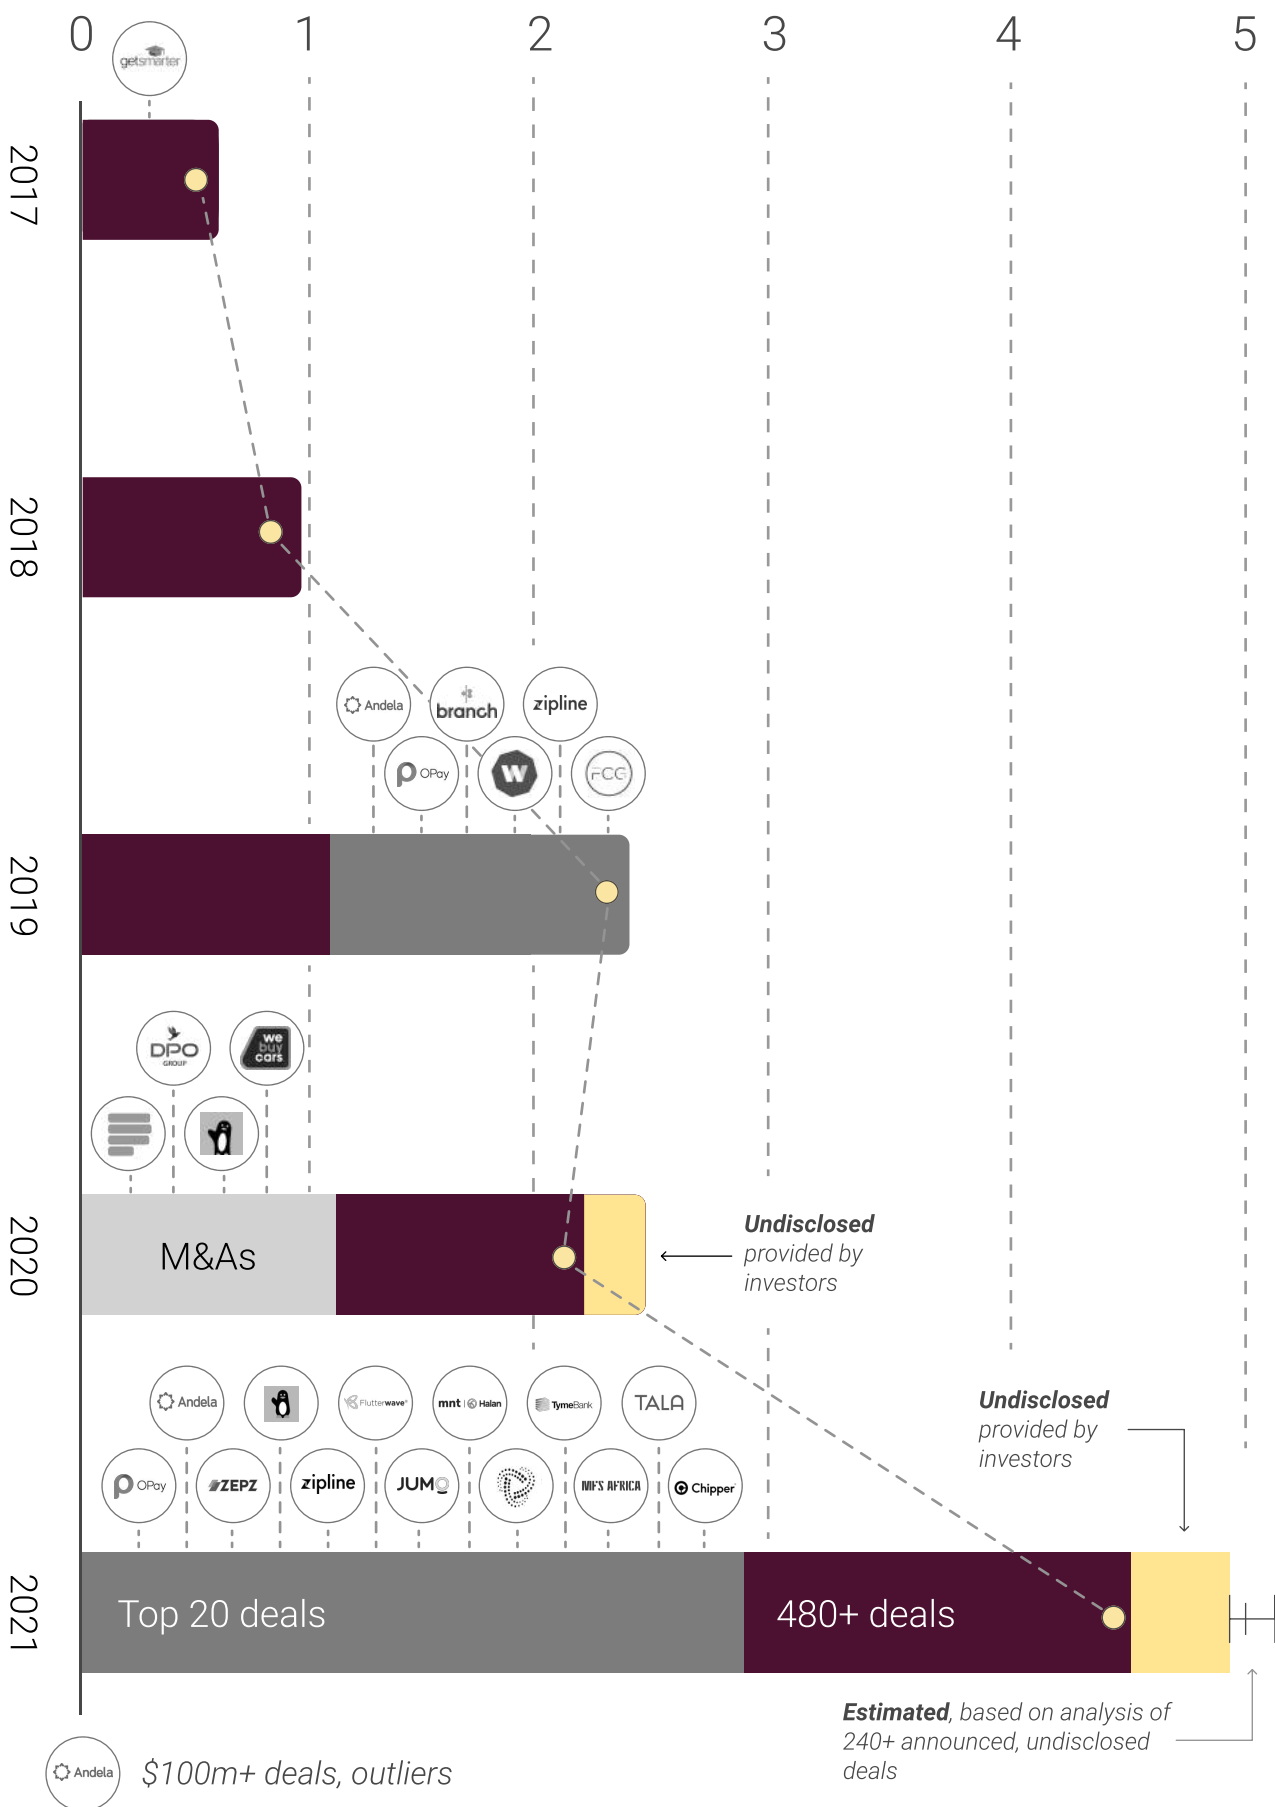 0 1 2 3 4 5
getsmarter
2017
2018
Andela
branch
zipline
OPay
W
FCG
2019
DPO
GROUP
we
buy
cars
2020
M&As
Undisclosed
provided by
investors
Andela
Flutterwave
mnt | Halan
TymeBank
TALA
Undisclosed
provided by
investors
OPay
ZEPZ
zipline
JUMO
MFS AFRICA
Chipper
2021
Top 20 deals
480+ deals
Estimated, based on analysis of
240+ announced, undisclosed
deals
Andela
$100m+ deals, outliers